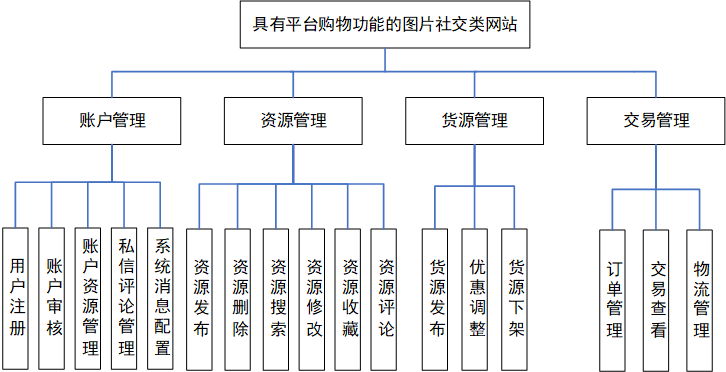 具有平台购物功能的图片社交类网站
账户管理
资源管理
货源管理
交易管理
用户注册
账户审核
账户资源管理
私信评论管理
系统消息配置
资源发布
资源删除
资源搜索
资源修改
资源收藏
资源评论
货源发布
优惠调整
货源下架
订单管理
交易查看
物流管理